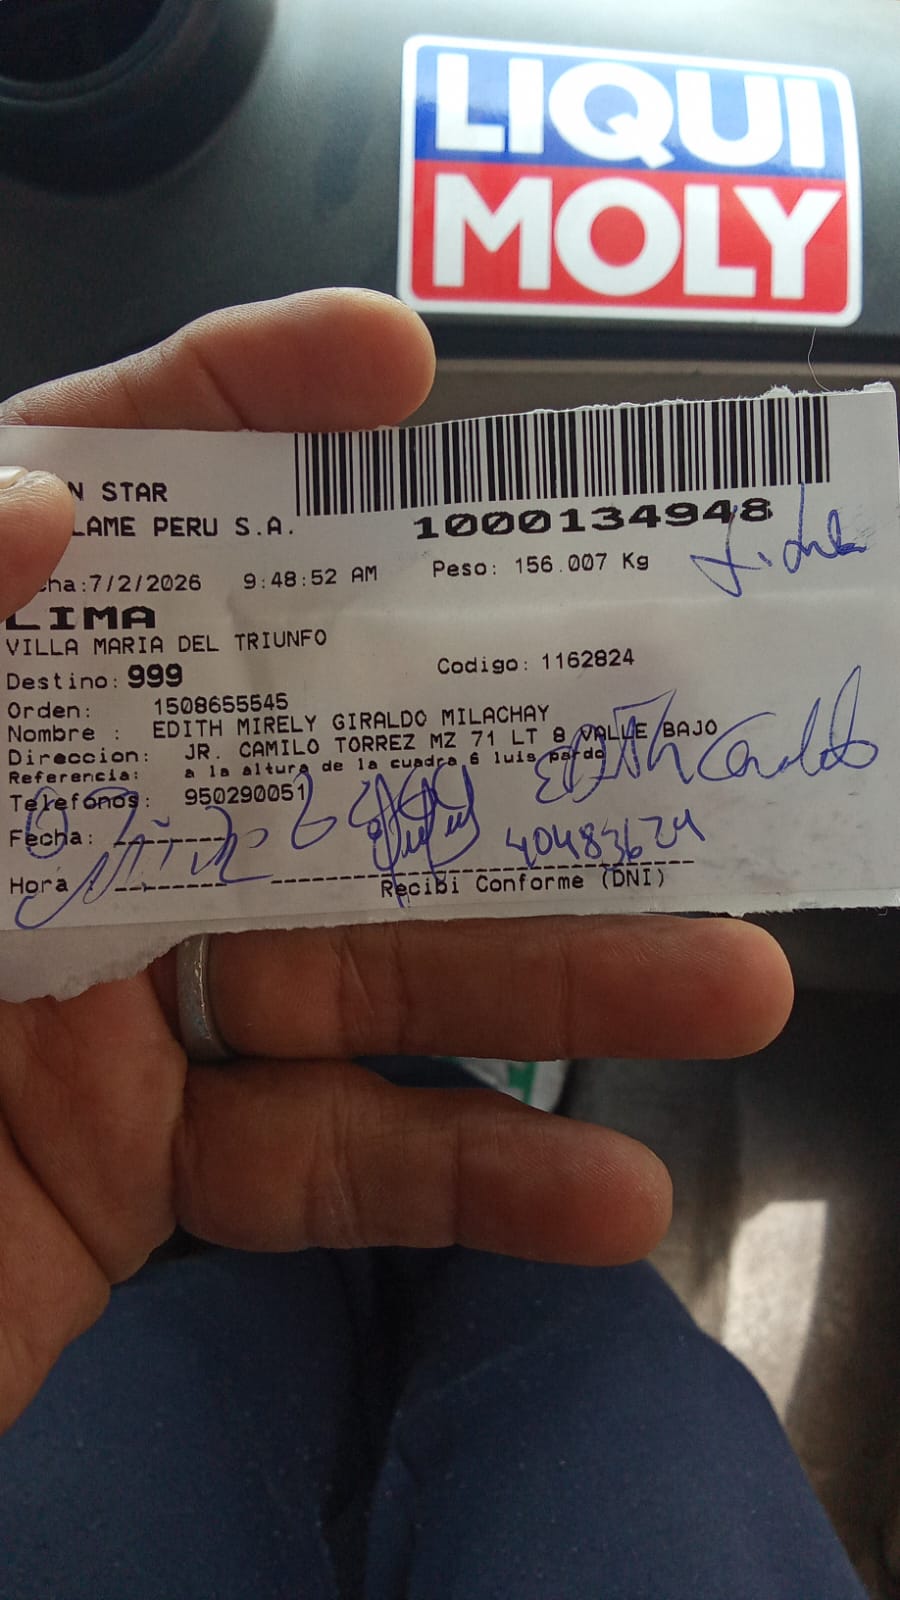 LIQUI
MOLY
N STAR
LAME PERU S.A.
1000134948
ha:7/2/2026 9:48:52 AM Peso: 156.007 Kg
LIMA
VILLA MARIA DEL TRIUNFO
Destino: 999 Codigo: 1162824
Orden: 1508655545
Nombre : EDITH MIRELY GIRALDO MILACHAY
Direccion: JR. CAMILO TORREZ MZ 71 LT 8 VALLE BAJO
Referencia: a la altura de la cuadra 6 luis pardo
Telefonos: 950290051
EDITH Giraldo
Fecha: ----------
40483624
Hora : ----------
Recibi Conforme (DNI)